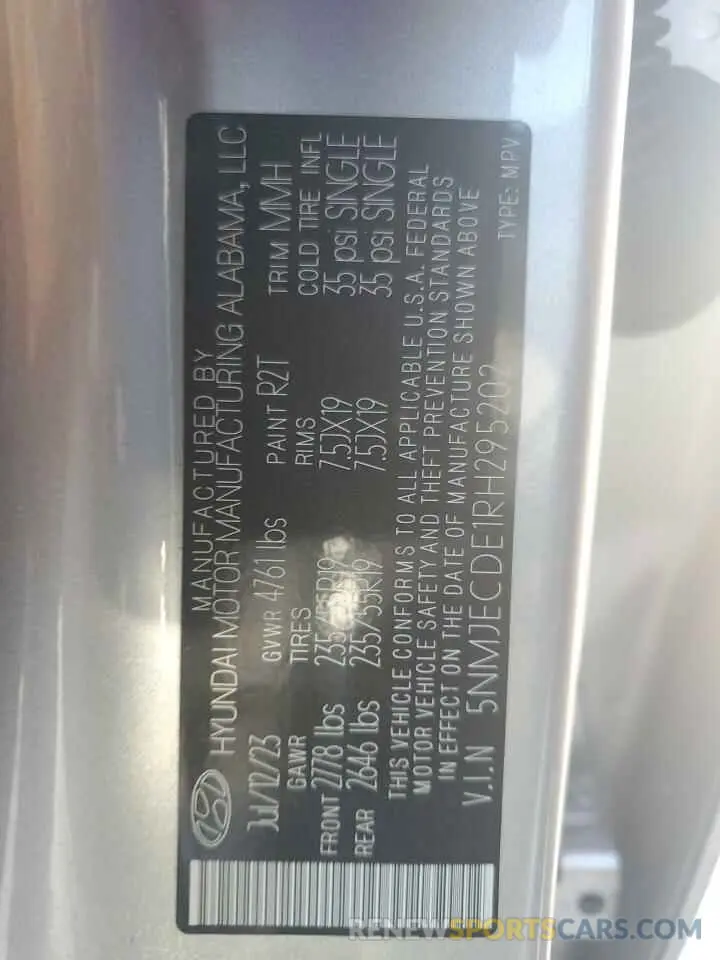 MANUFACTURED BY
HYUNDAI MOTOR MANUFACTURING ALABAMA, LLC
Jul/12/23 GVWR 4761 lbs PAINT R2T TRIM MMH
GAWR TIRES RIMS COLD TIRE INFL
FRONT 2778 lbs 235/55R19 7.5JX19 35 psi SINGLE
REAR 2646 lbs 235/55R19 7.5JX19 35 psi SINGLE
THIS VEHICLE CONFORMS TO ALL APPLICABLE U.S.A. FEDERAL
MOTOR VEHICLE SAFETY AND THEFT PREVENTION STANDARDS
IN EFFECT ON THE DATE OF MANUFACTURE SHOWN ABOVE
V.I.N 5NMJECDE1RH295202 TYPE: MPV
RENEWSPORTSCARS.COM